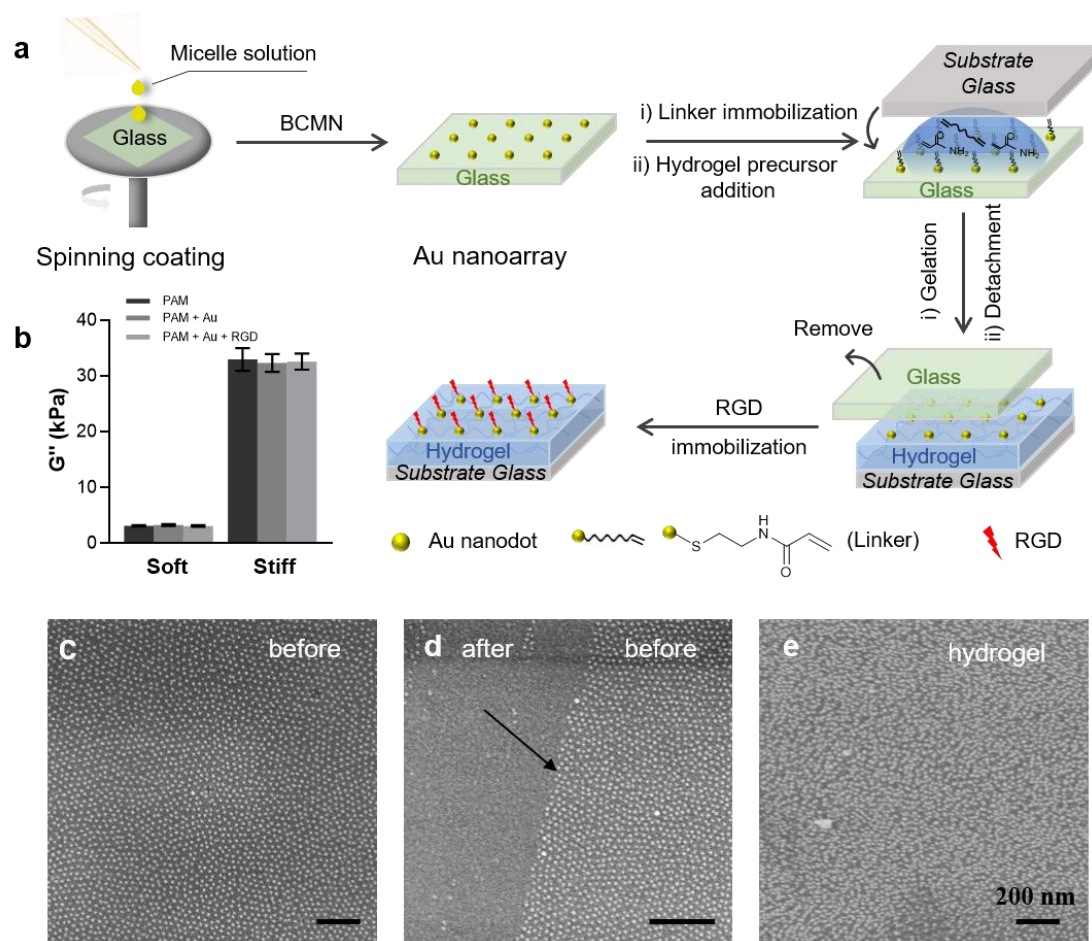 a
Micelle solution
Glass
Spinning coating
BCMN
Glass
Au nanoarray
i) Linker immobilization
ii) Hydrogel precursor
addition
Substrate
Glass
O
NH₂
O
NH₂
Glass
i) Gelation
ii) Detachment
Remove
Glass
Hydrogel
Substrate Glass
RGD
immobilization
Hydrogel
Substrate Glass
Au nanodot
S
H
N
O
(Linker)
RGD
b
PAM
PAM + Au
PAM + Au + RGD
G'' (kPa)
40
30
20
10
0
Soft
Stiff
c
before
d
after
before
e
hydrogel
200 nm